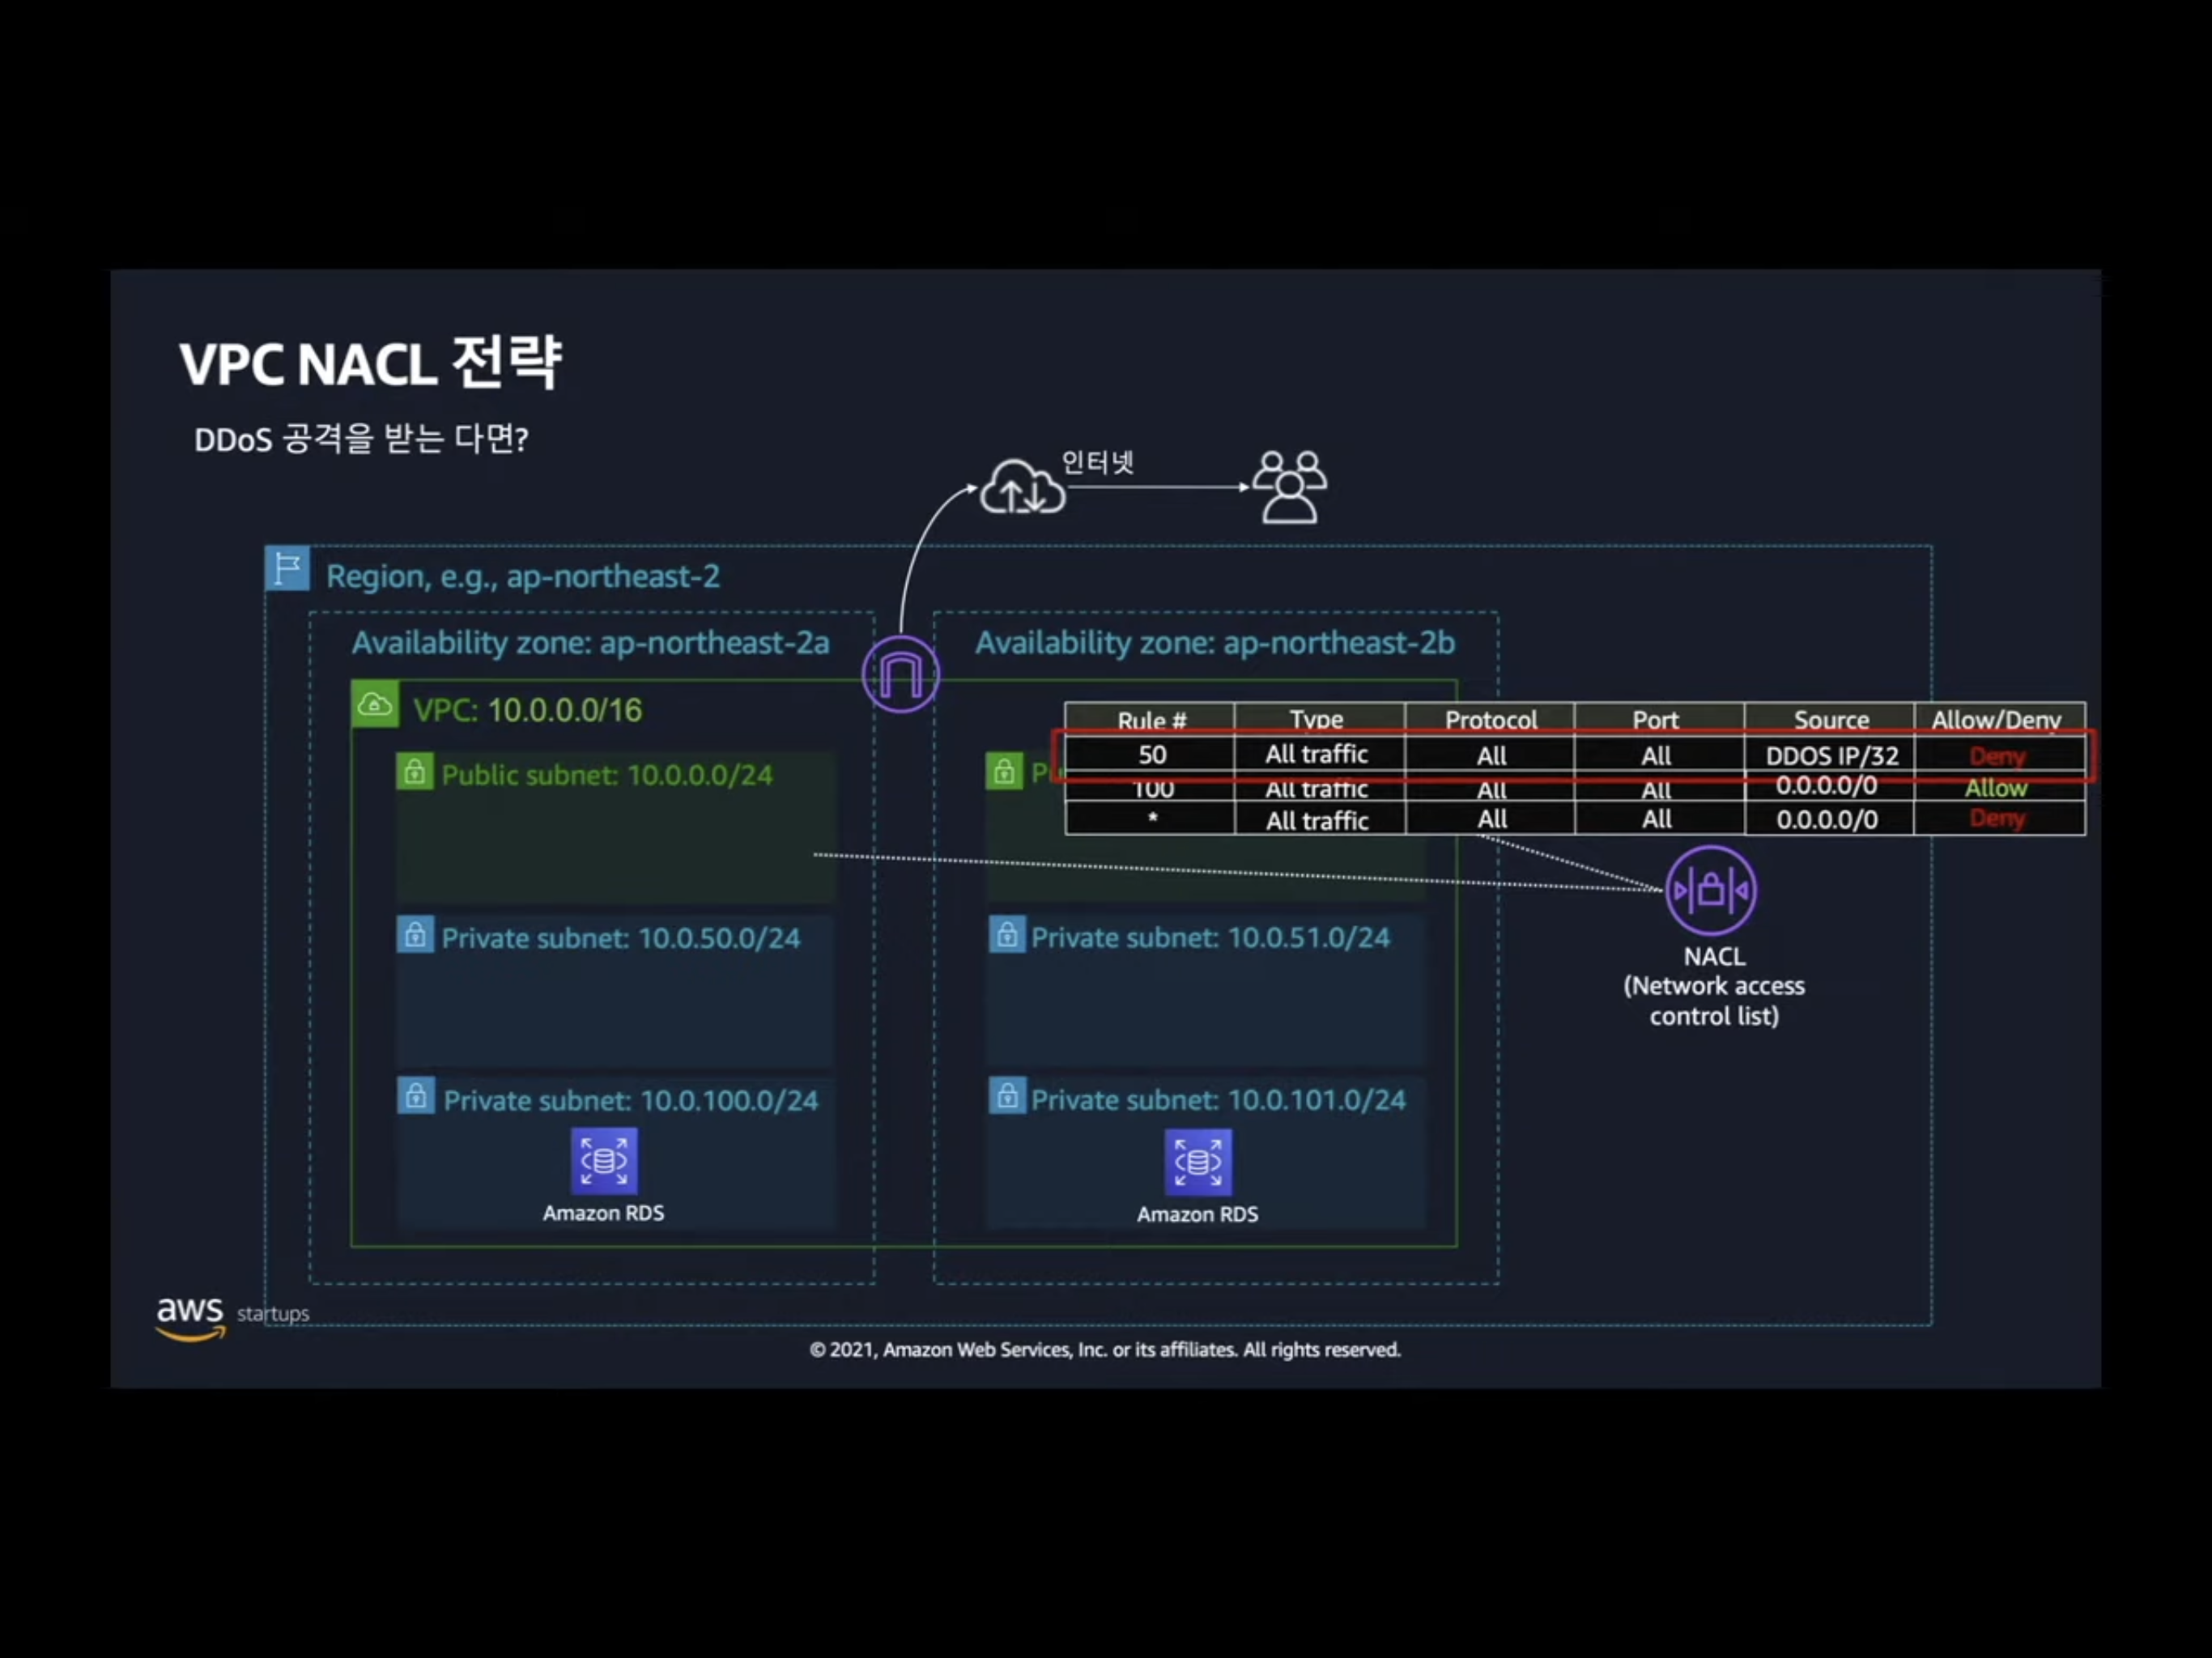 VPC NACL 전략
DDoS 공격을 받는 다면?
인터넷
Region, e.g., ap-northeast-2
Availability zone: ap-northeast-2a
Availability zone: ap-northeast-2b
VPC: 10.0.0.0/16
Rule # Type Protocol Port Source Allow/Deny
50 All traffic All All DDOS IP/32 Deny
100 All traffic All All 0.0.0.0/0 Allow
* All traffic All All 0.0.0.0/0 Deny
Public subnet: 10.0.0.0/24
Private subnet: 10.0.50.0/24
Private subnet: 10.0.51.0/24
NACL
(Network access
control list)
Private subnet: 10.0.100.0/24
Private subnet: 10.0.101.0/24
Amazon RDS
Amazon RDS
aws startups
© 2021, Amazon Web Services, Inc. or its affiliates. All rights reserved.